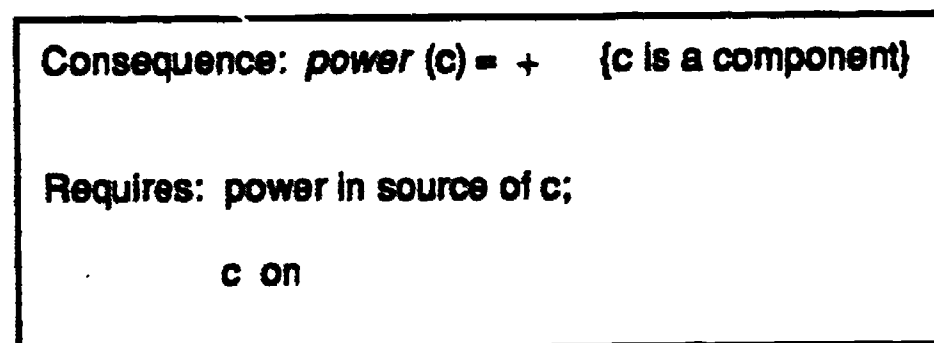 Consequence: power (c) = + {c is a component}
Requires: power in source of c;
c on